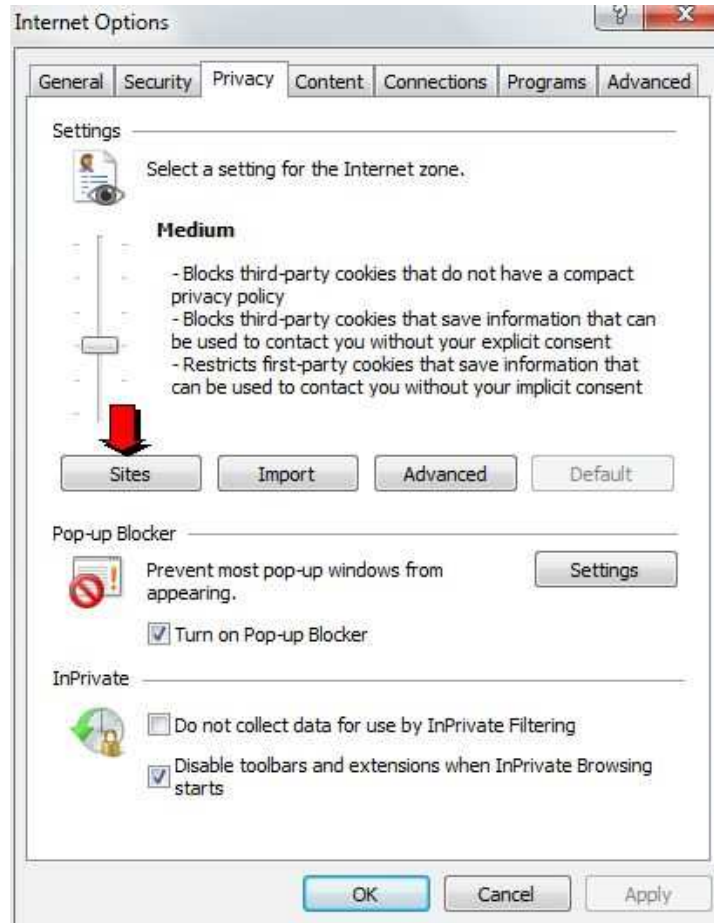 Internet Options
General Security Privacy Content Connections Programs Advanced
Settings
Select a setting for the Internet zone.
Medium
- Blocks third-party cookies that do not have a compact
privacy policy
- Blocks third-party cookies that save information that can
be used to contact you without your explicit consent
- Restricts first-party cookies that save information that
can be used to contact you without your implicit consent
Sites Import Advanced Default
Pop-up Blocker
Prevent most pop-up windows from
appearing.
Settings
Turn on Pop-up Blocker
InPrivate
Do not collect data for use by InPrivate Filtering
Disable toolbars and extensions when InPrivate Browsing
starts
OK Cancel Apply